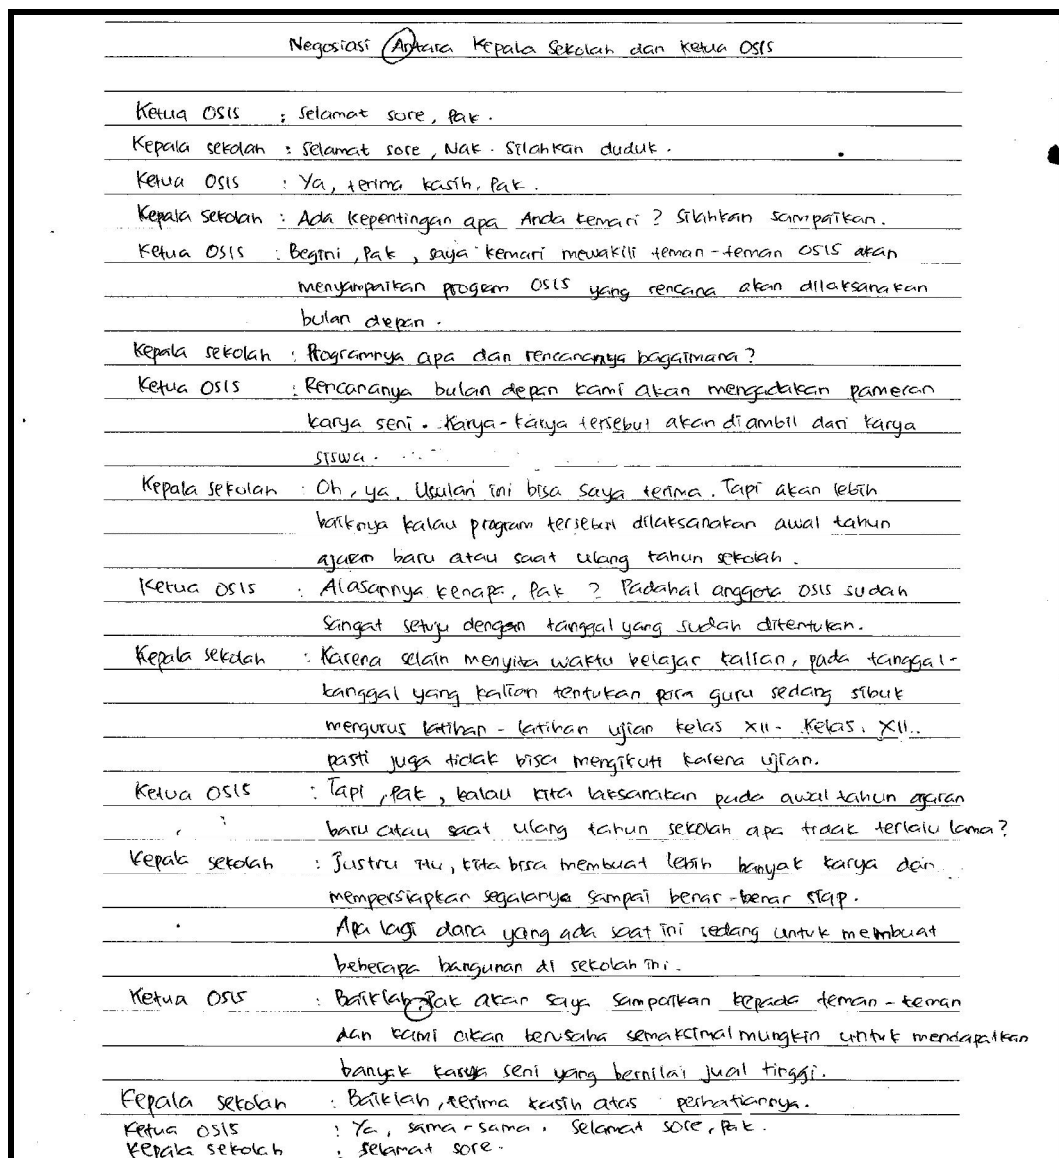 Negosiasi Antara Kepala Sekolah dan Ketua OSIS
Ketua OSIS : Selamat sore, Pak.
Kepala sekolah : Selamat sore, Nak. Silahkan duduk.
Ketua OSIS : Ya, terima kasih, Pak.
Kepala sekolah : Ada kepentingan apa Anda kemari? Silahkan sampaikan.
Ketua OSIS : Begini, Pak, saya kemari mewakili teman-teman OSIS akan
menyampaikan progam OSIS yang rencana akan dilaksanakan
bulan depan.
Kepala sekolah : Programnya apa dan rencananya bagaimana?
Ketua OSIS : Rencananya bulan depan kami akan mengadakan pameran
karya seni. Karya-karya tersebut akan diambil dari karya
siswa.
Kepala sekolah : Oh, ya. Usulan ini bisa saya terima. Tapi akan lebih
baiknya kalau program tersebut dilaksanakan awal tahun
ajaran baru atau saat ulang tahun sekolah.
Ketua OSIS : Alasannya kenapa, Pak? Padahal anggota OSIS sudah
sangat setuju dengan tanggal yang sudah ditentukan.
Kepala sekolah : Karena selain menyita waktu belajar kalian, pada tanggal-
tanggal yang kalian tentukan para guru sedang sibuk
mengurus latihan-latihan ujian kelas XII. Kelas XII
pasti juga tidak bisa mengikuti karena ujian.
Ketua OSIS : Tapi, Pak, kalau kita laksanakan pada awal tahun ajaran
baru atau saat ulang tahun sekolah apa tidak terlalu lama?
Kepala sekolah : Justru itu, kita bisa membuat lebih banyak karya dan
mempersiapkan segalanya sampai benar-benar siap.
Apa lagi dana yang ada saat ini sedang untuk membuat
beberapa bangunan di sekolah ini.
Ketua OSIS : Baiklah, Pak akan saya sampaikan kepada teman-teman
dan kami akan berusaha semaksimal mungkin untuk mendapatkan
banyak karya seni yang bernilai jual tinggi.
Kepala sekolah : Baiklah, terima kasih atas perhatiannya.
Ketua OSIS : Ya, sama-sama. Selamat sore, Pak.
Kepala sekolah : Selamat sore.